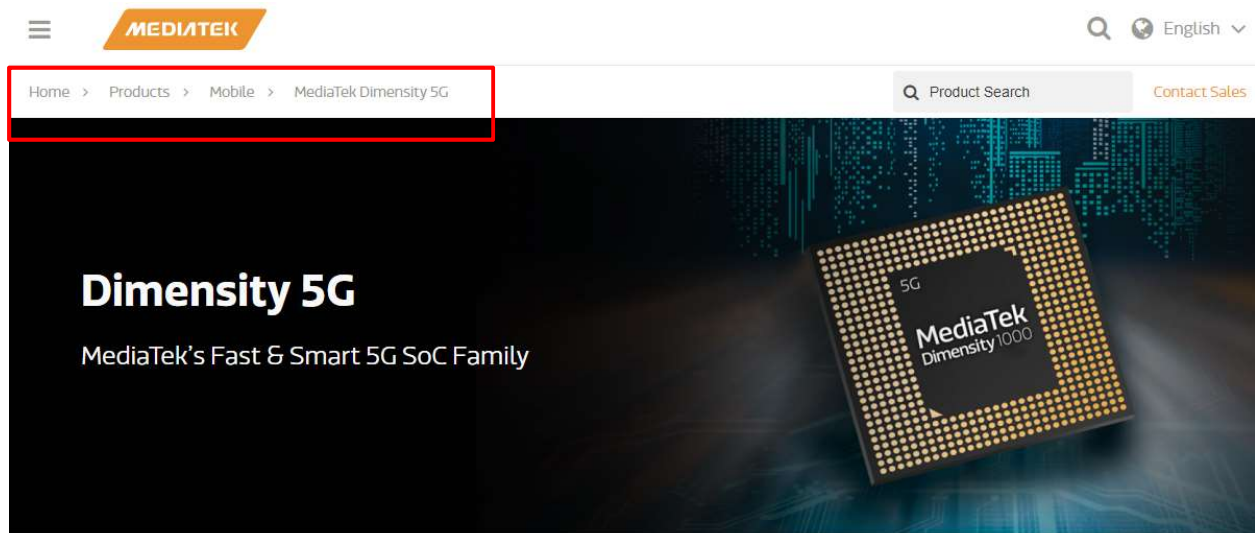 MEDIATEK
English
Home > Products > Mobile > MediaTek Dimensity 5G
Product Search
Contact Sales
Dimensity 5G
MediaTek's Fast & Smart 5G SoC Family
5G
MediaTek
Dimensity 1000